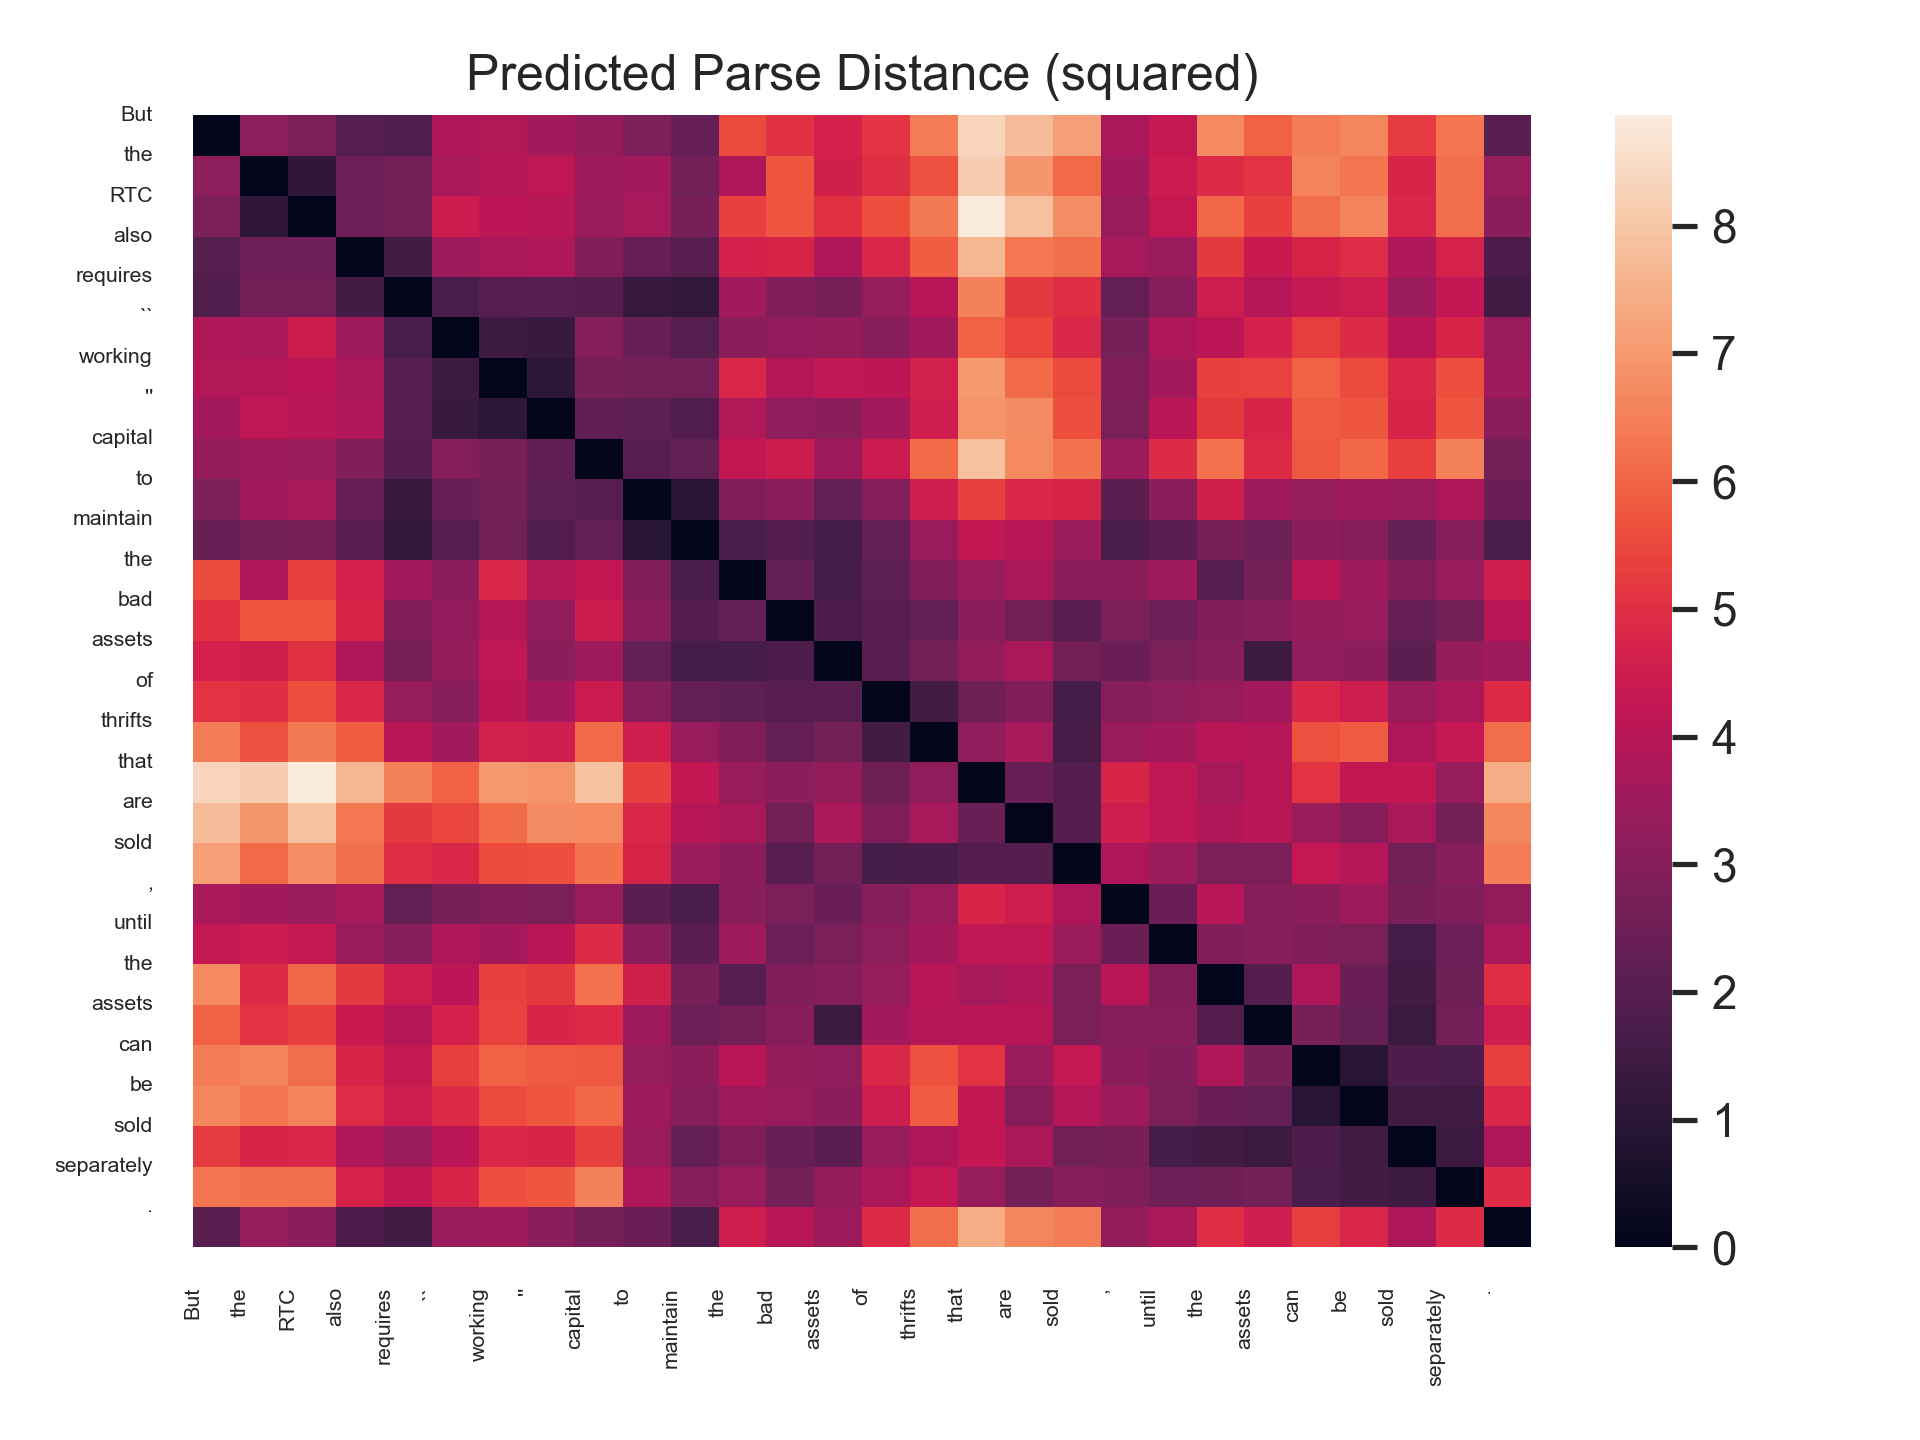 Predicted Parse Distance (squared)
But
the
RTC
also
requires
``
working
''
capital
to
maintain
the
bad
assets
of
thrifts
that
are
sold
,
until
the
assets
can
be
sold
separately
.
8
7
6
5
4
3
2
1
0
But
the
RTC
also
requires
``
working
''
capital
to
maintain
the
bad
assets
of
thrifts
that
are
sold
,
until
the
assets
can
be
sold
separately
.